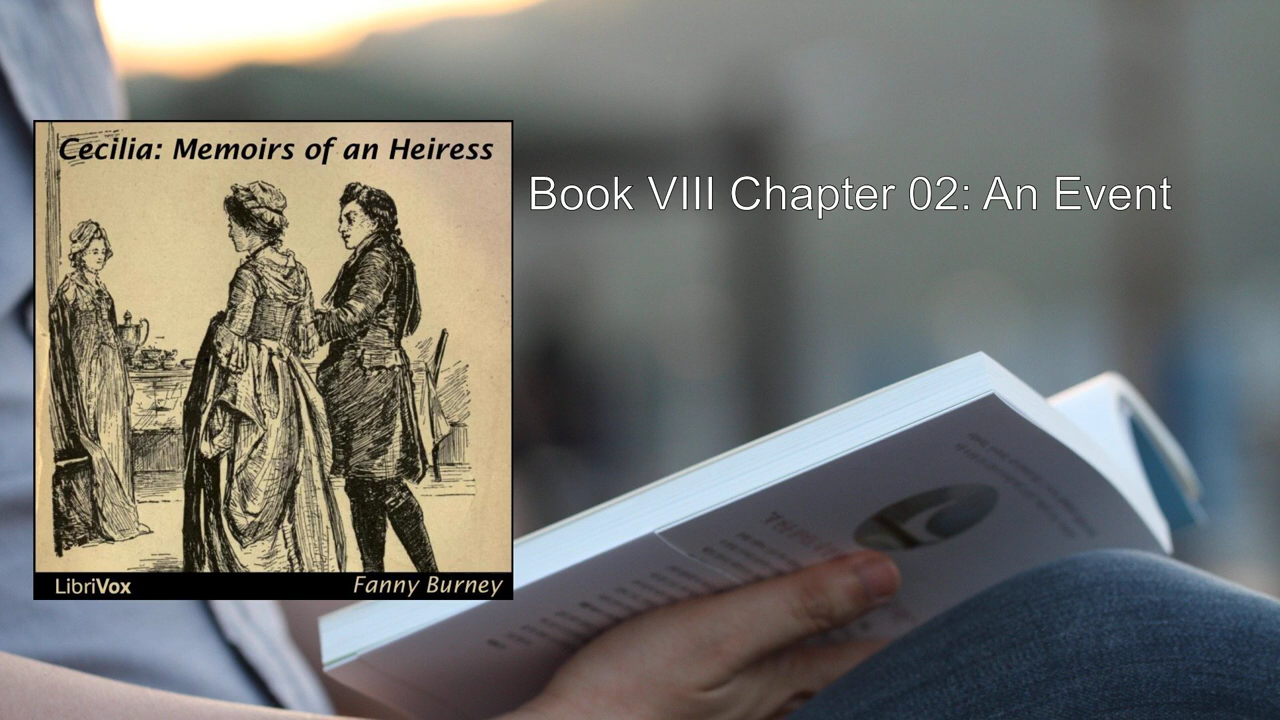 Cecilia: Memoirs of an Heiress
Book VIII Chapter 02: An Event
LibriVox
Fanny Burney